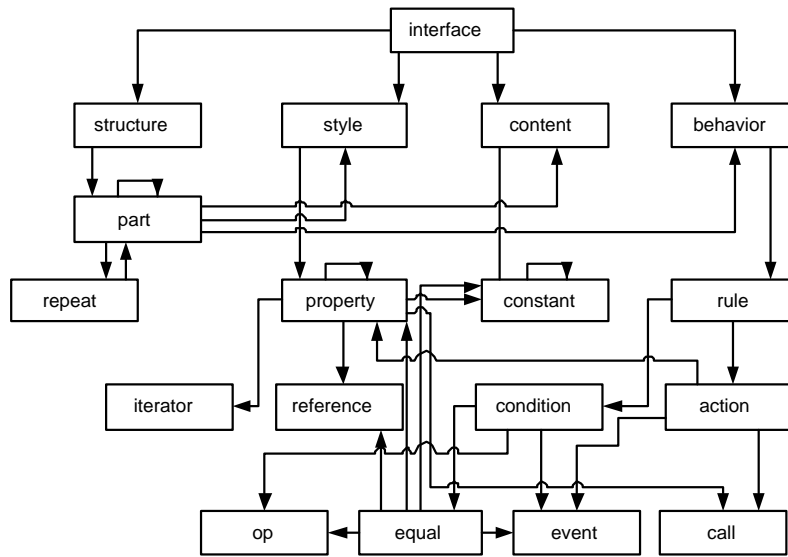 interface
structure
style
content
behavior
part
repeat
property
constant
rule
iterator
reference
condition
action
op
equal
event
call